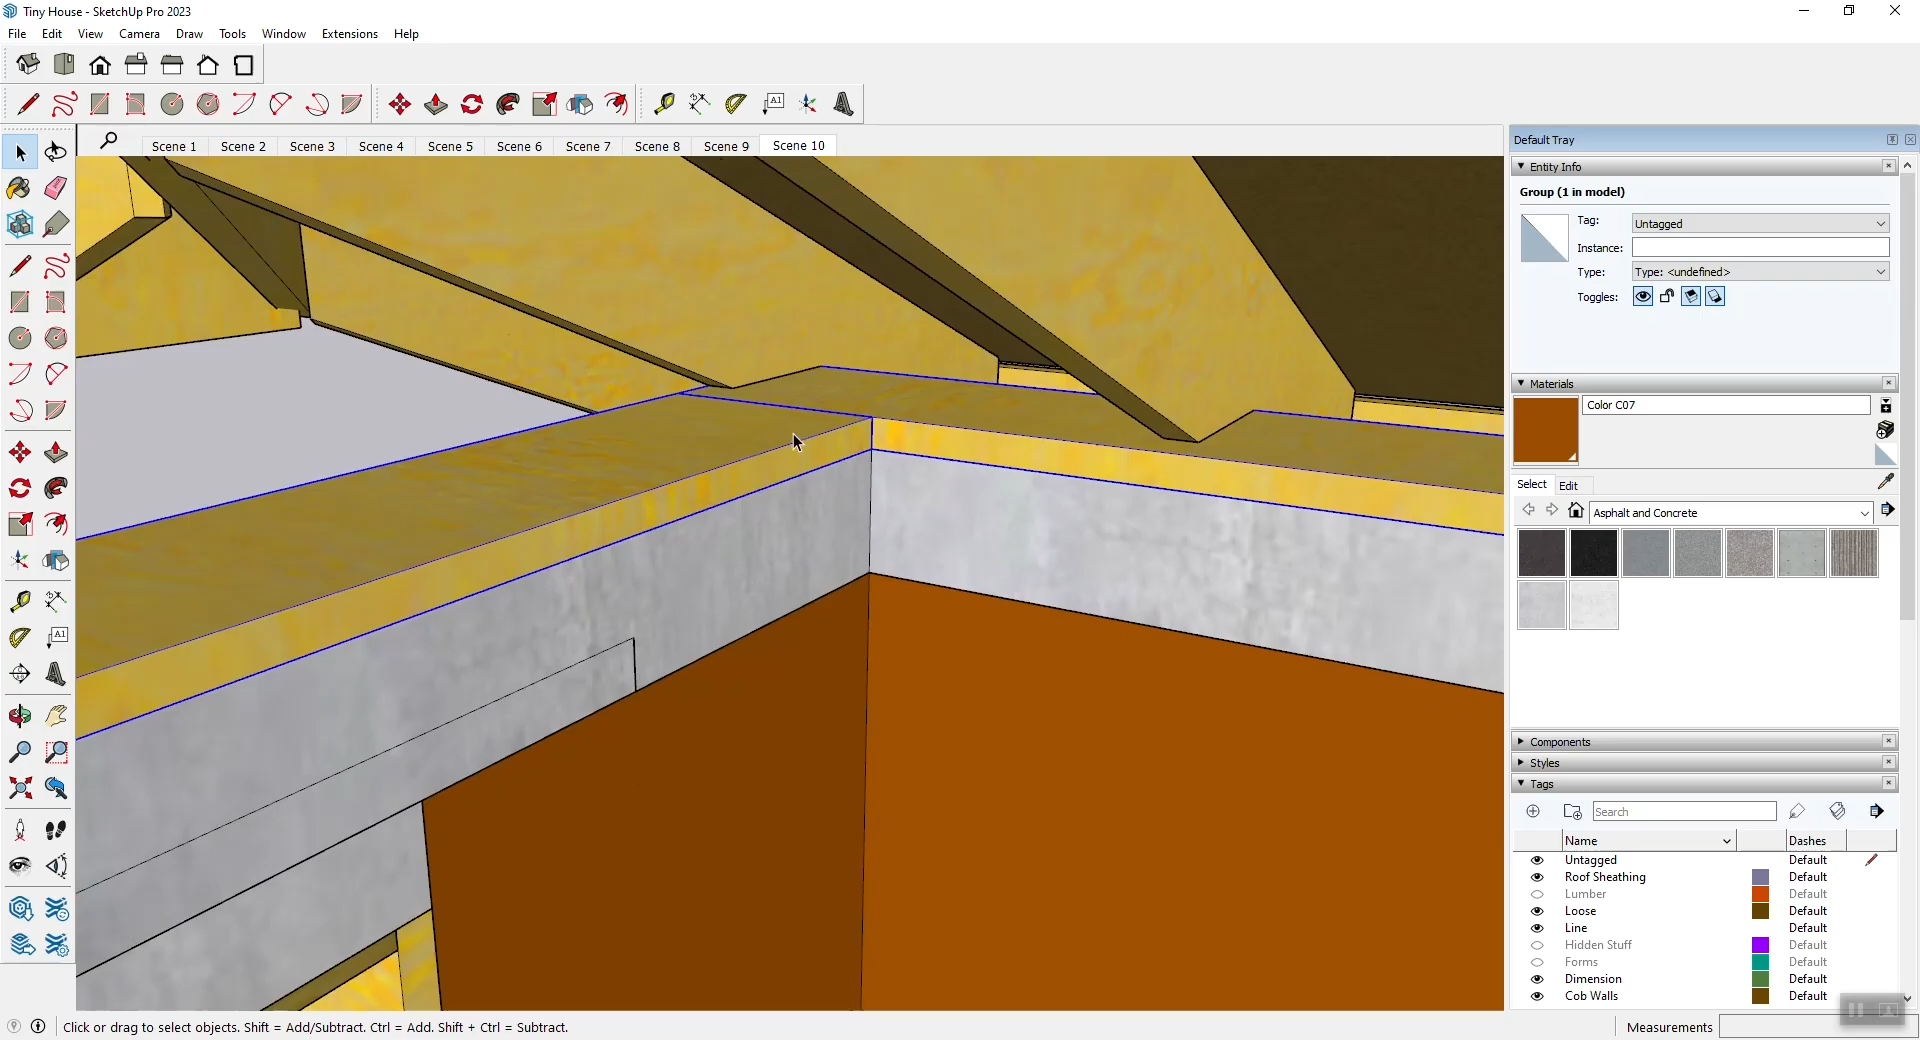 Tiny House - SketchUp Pro 2023
File Edit View Camera Draw Tools Window Extensions Help
A1
Scene 1 Scene 2 Scene 3 Scene 4 Scene 5 Scene 6 Scene 7 Scene 8 Scene 9 Scene 10
A1
Default Tray
Entity Info
Group (1 in model)
Tag: Untagged
Instance:
Type: Type: <undefined>
Toggles:
Materials
Color C07
Select Edit
Asphalt and Concrete
Components
Styles
Tags
Search
Name Dashes
Untagged Default
Roof Sheathing Default
Lumber Default
Loose Default
Line Default
Hidden Stuff Default
Forms Default
Dimension Default
Cob Walls Default
Click or drag to select objects. Shift = Add/Subtract. Ctrl = Add. Shift + Ctrl = Subtract.
Measurements